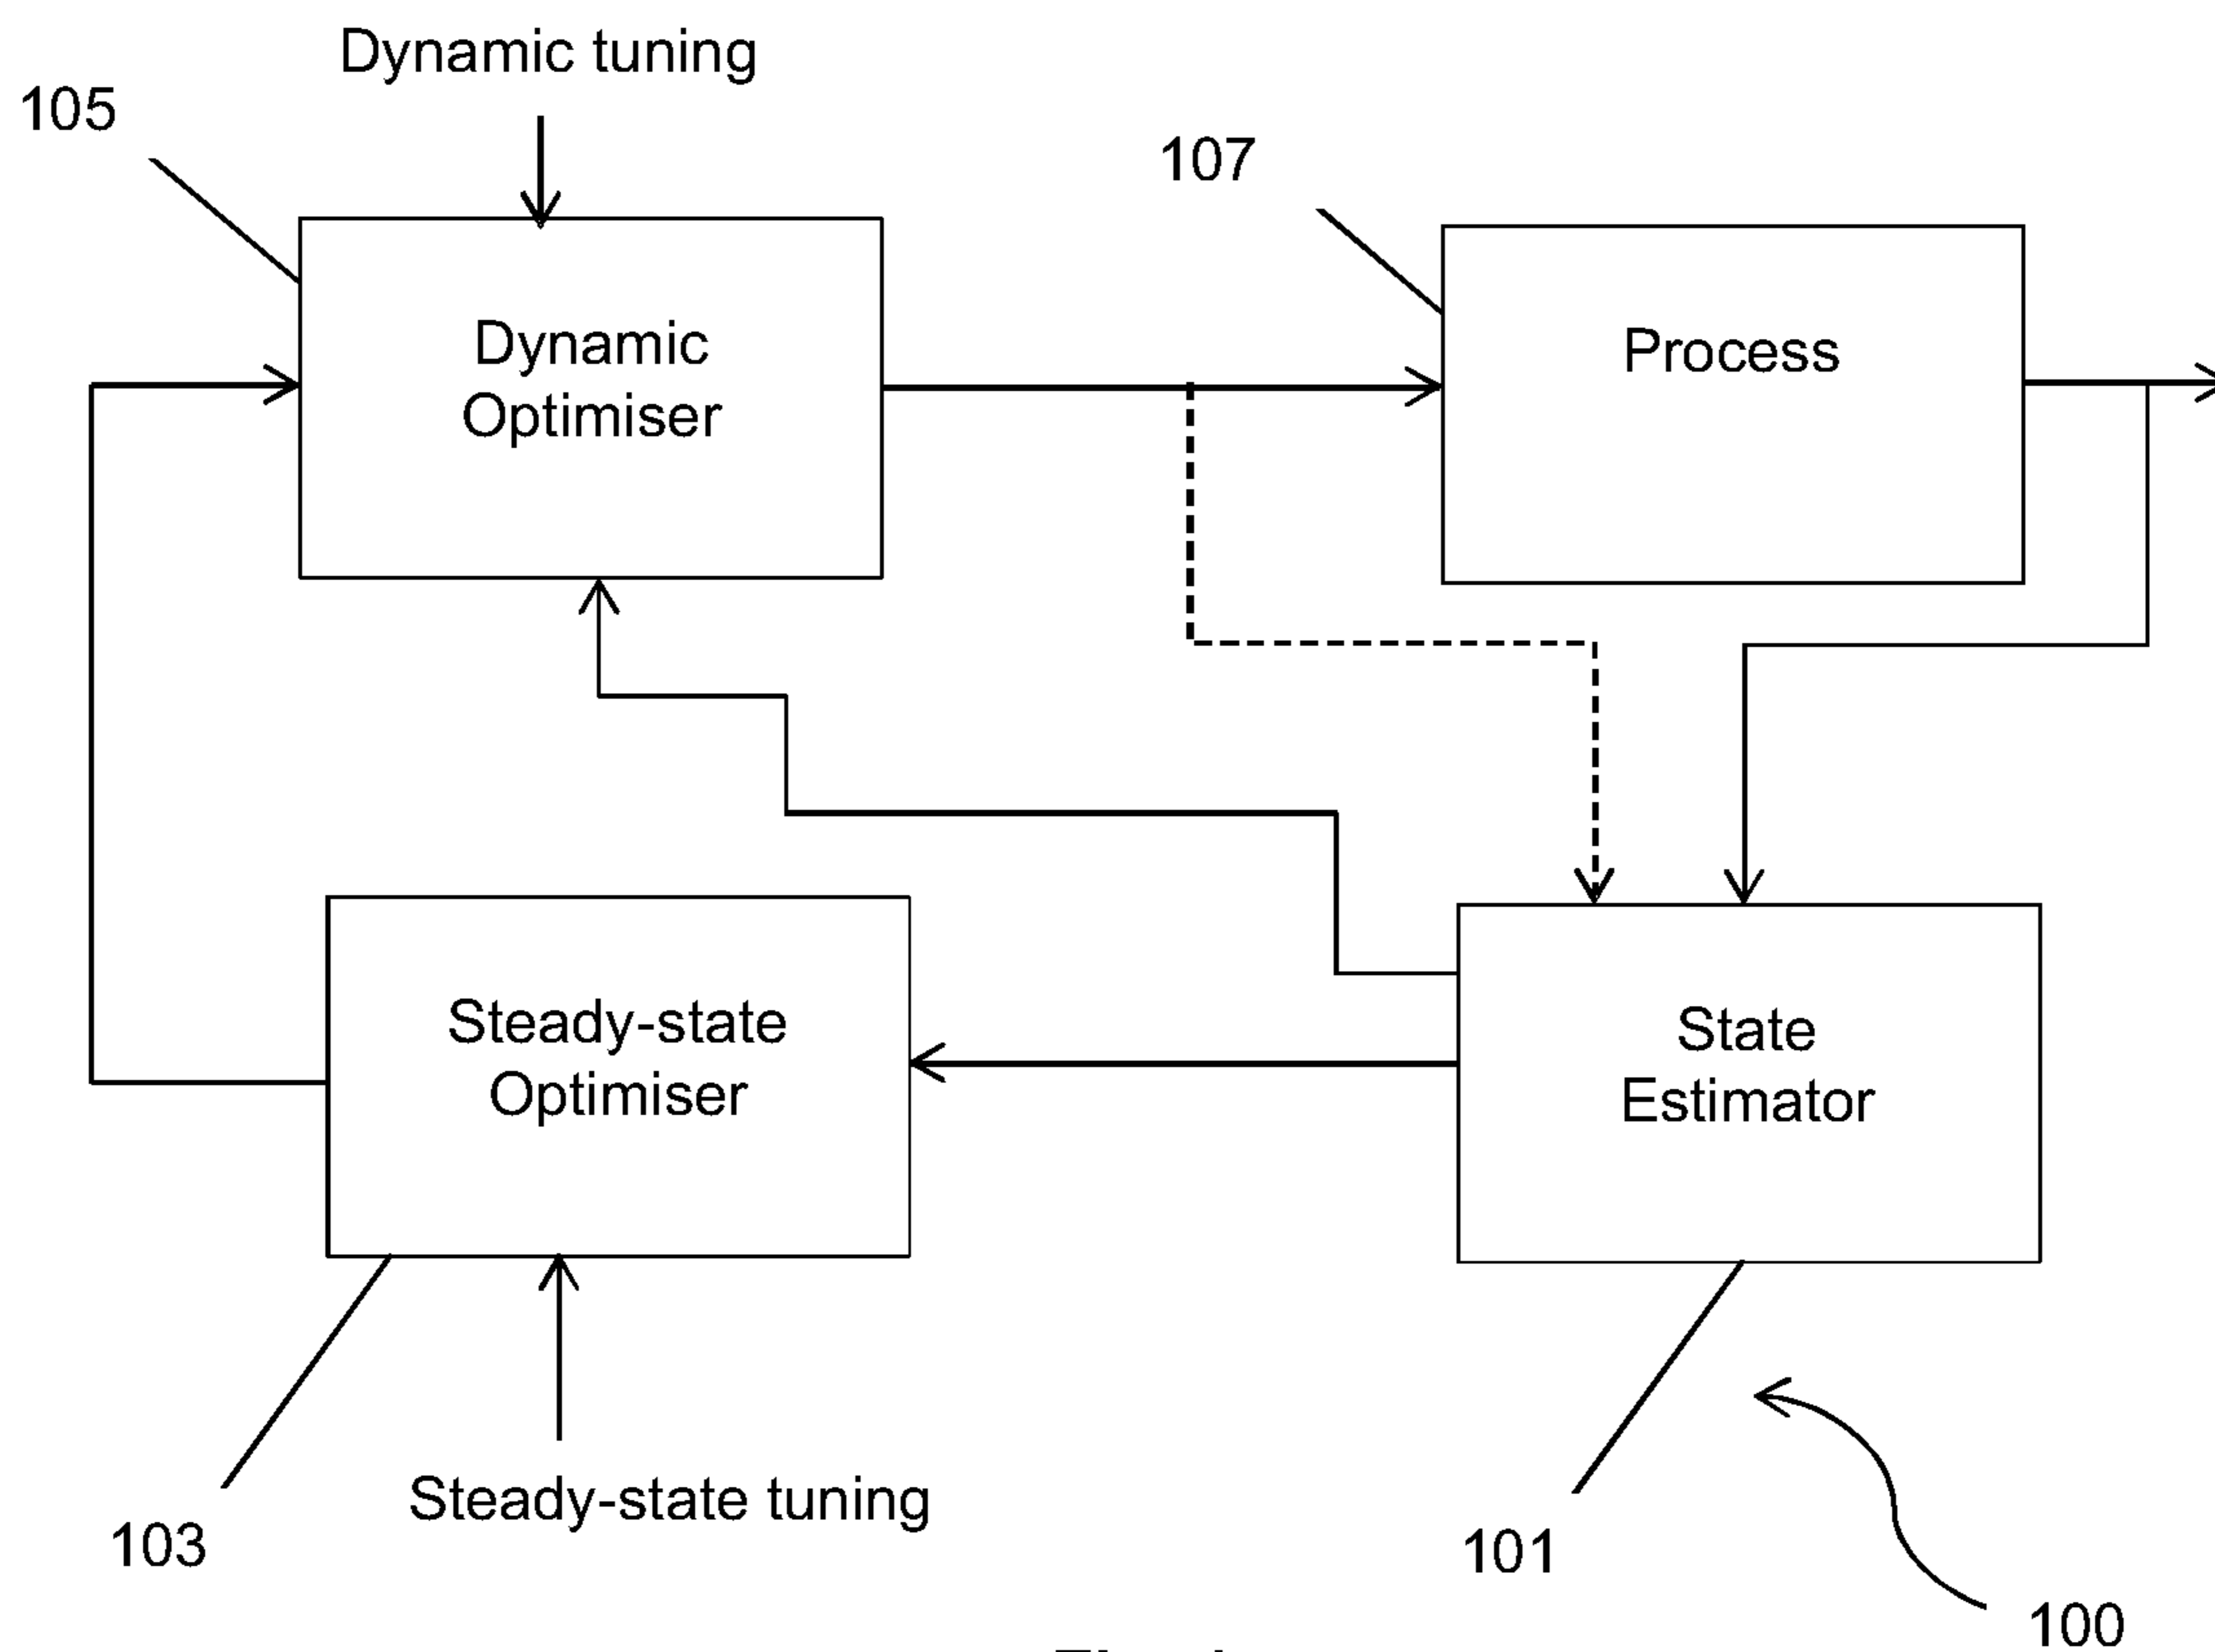 Dynamic tuning
105
107
Dynamic
Optimiser
Process
Steady-state
Optimiser
State
Estimator
Steady-state tuning
103
101
100